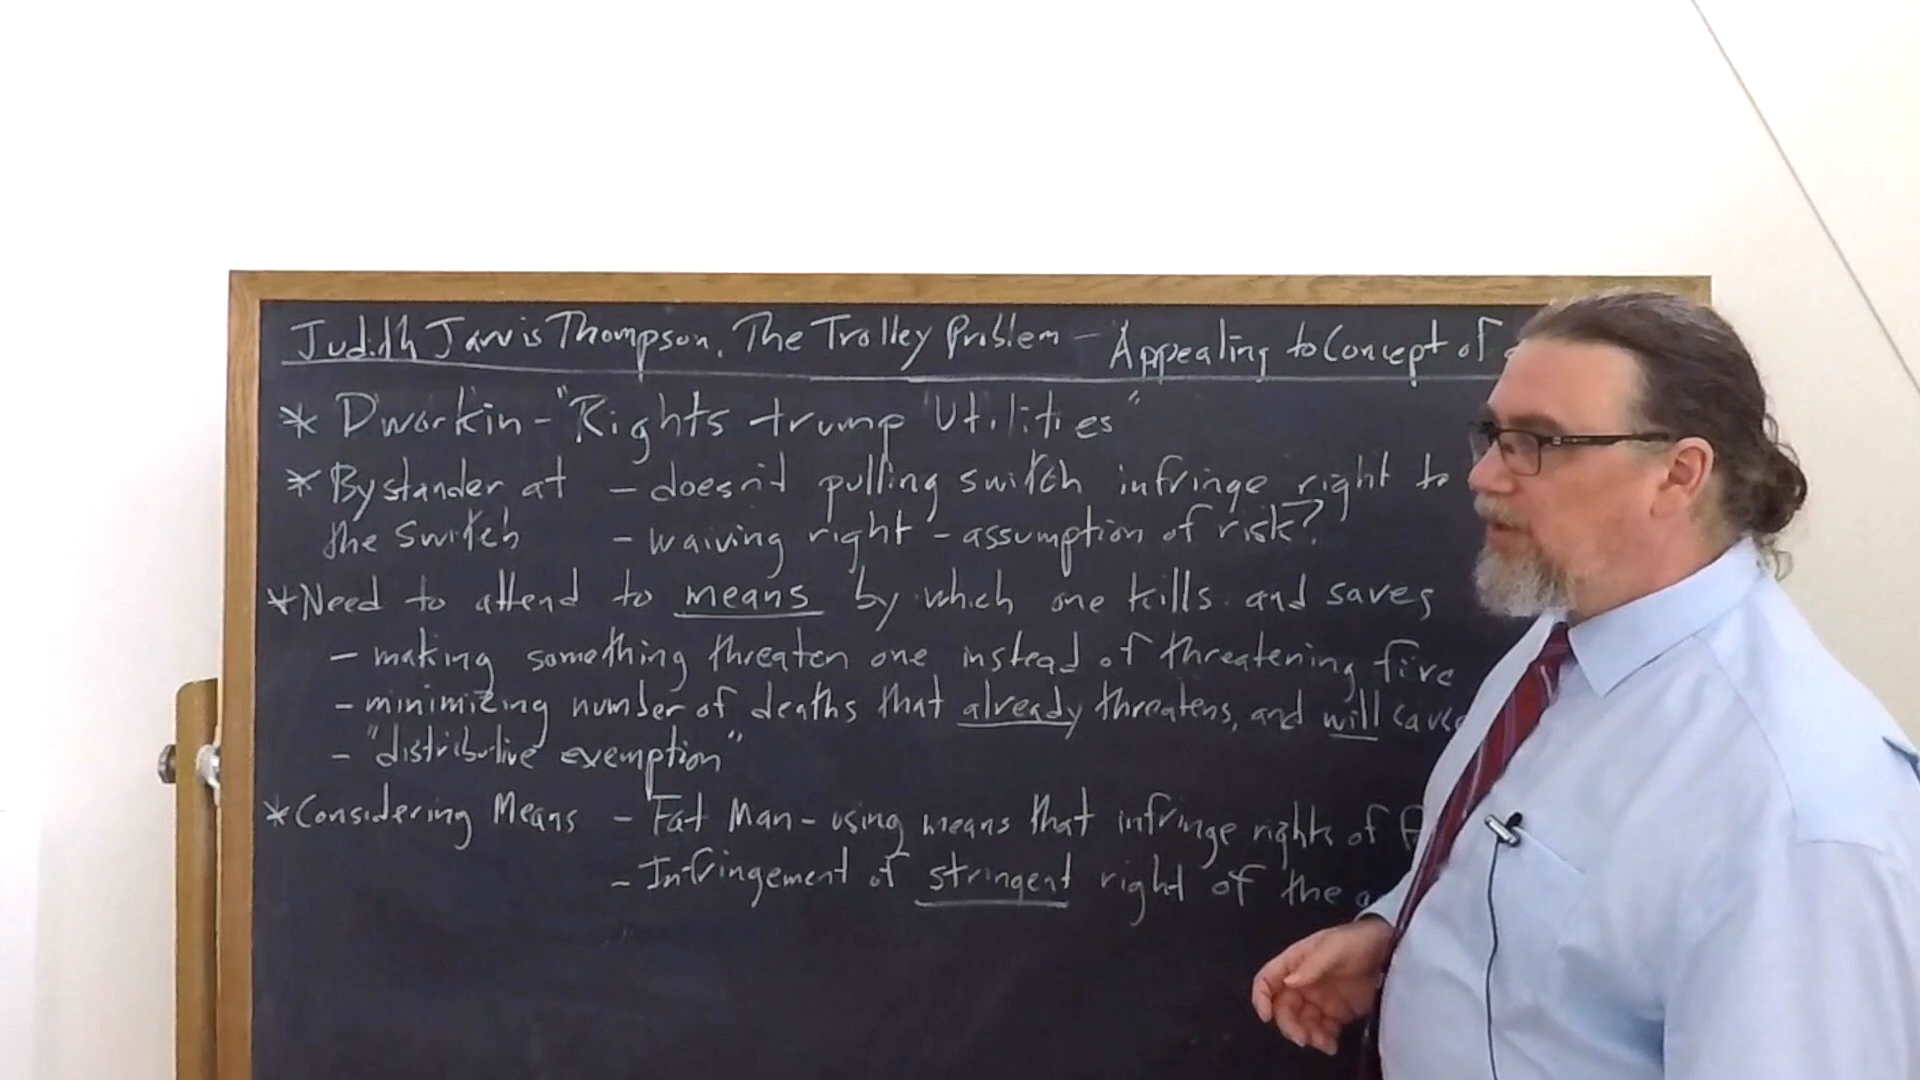 Judith Jarvis Thompson, The Trolley Problem - Appealing to Concept of
* Dworkin - "Rights trump Utilities"
* Bystander at - doesn't pulling switch infringe right to
the Switch - waiving right - assumption of risk?
* Need to attend to means by which one kills and saves
- making something threaten one instead of threatening five
- minimizing number of deaths that already threatens, and will cause
- "distributive exemption"
* Considering Means - Fat Man - using means that infringe rights of F
- Infringement of stringent right of the